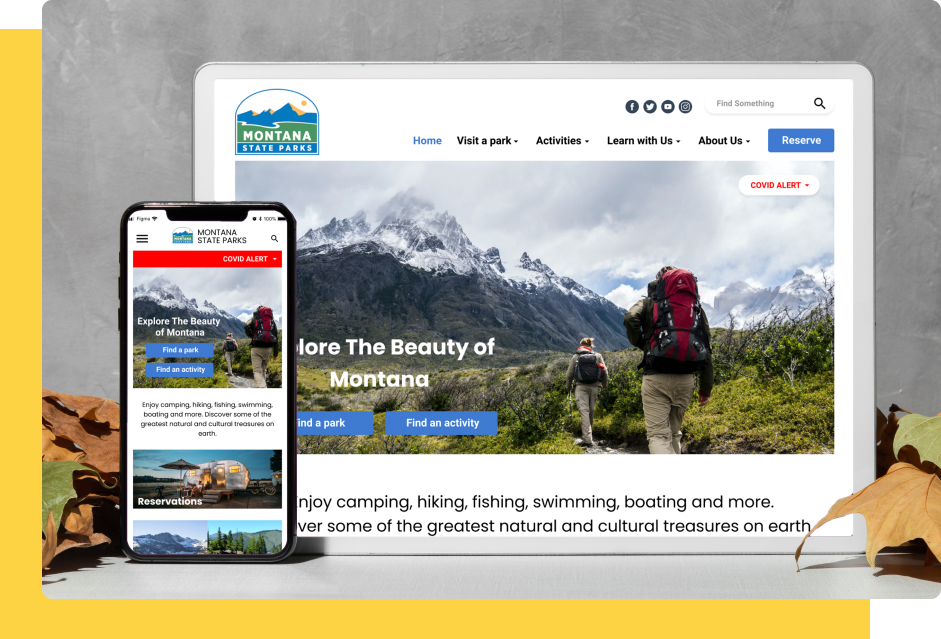 MONTANA
STATE PARKS
Find Something
Home Visit a park Activities Learn with Us About Us Reserve
COVID ALERT
lore The Beauty of
Montana
ind a park Find an activity
njoy camping, hiking, fishing, swimming, boating and more.
ver some of the greatest natural and cultural treasures on earth
Figma 100%
MONTANA
STATE PARKS
COVID ALERT
Explore The Beauty
of Montana
Find a park
Find an activity
Enjoy camping, hiking, fishing, swimming,
boating and more. Discover some of the
greatest natural and cultural treasures on
earth.
Reservations